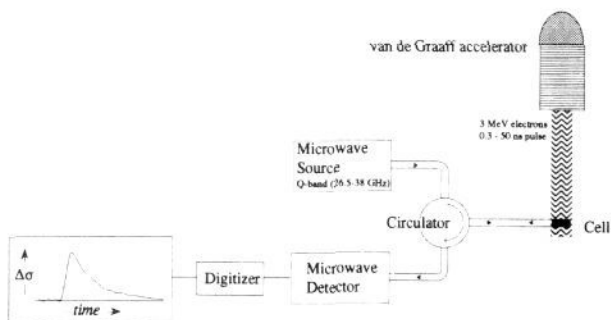 van de Graaff accelerator
3 MeV electrons
0.3 - 50 ns pulse
Microwave
Source
Q-band (26.5-38 GHz)
Circulator
Cell
Δσ
time
Digitizer
Microwave
Detector